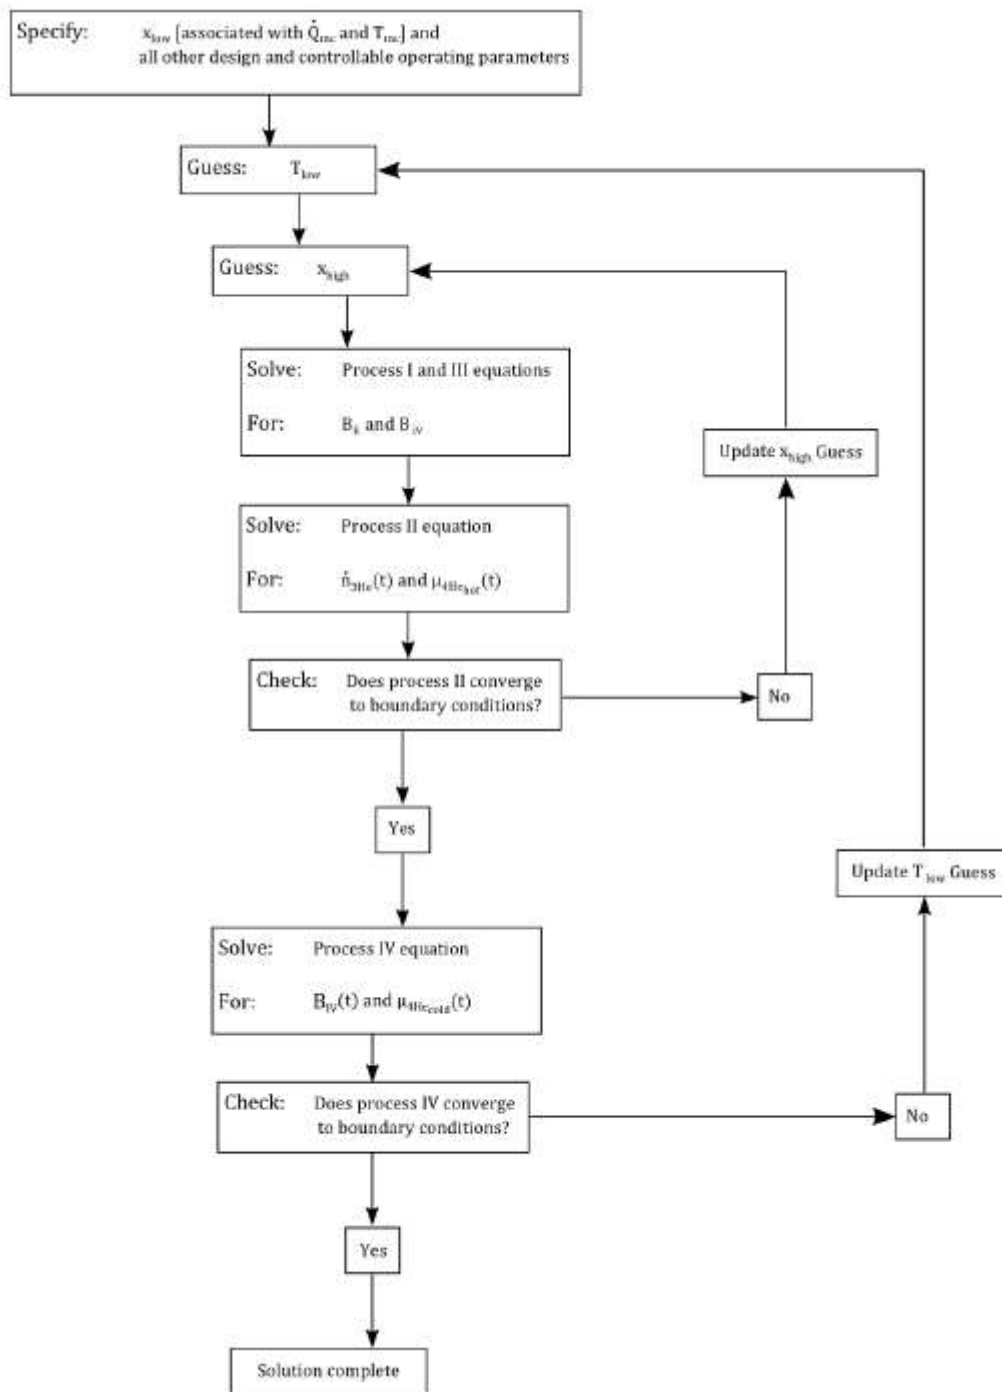 Specify: x_low [associated with Q̇_mc and T_mc] and
all other design and controllable operating parameters
Guess: T_low
Guess: x_high
Solve: Process I and III equations
For: B_ii and B_iv
Update x_high Guess
Solve: Process II equation
For: ṅ_3He(t) and μ_4He_hot(t)
Check: Does process II converge
to boundary conditions?
No
Yes
Update T_low Guess
Solve: Process IV equation
For: B_IV(t) and μ_4He_cold(t)
Check: Does process IV converge
to boundary conditions?
No
Yes
Solution complete